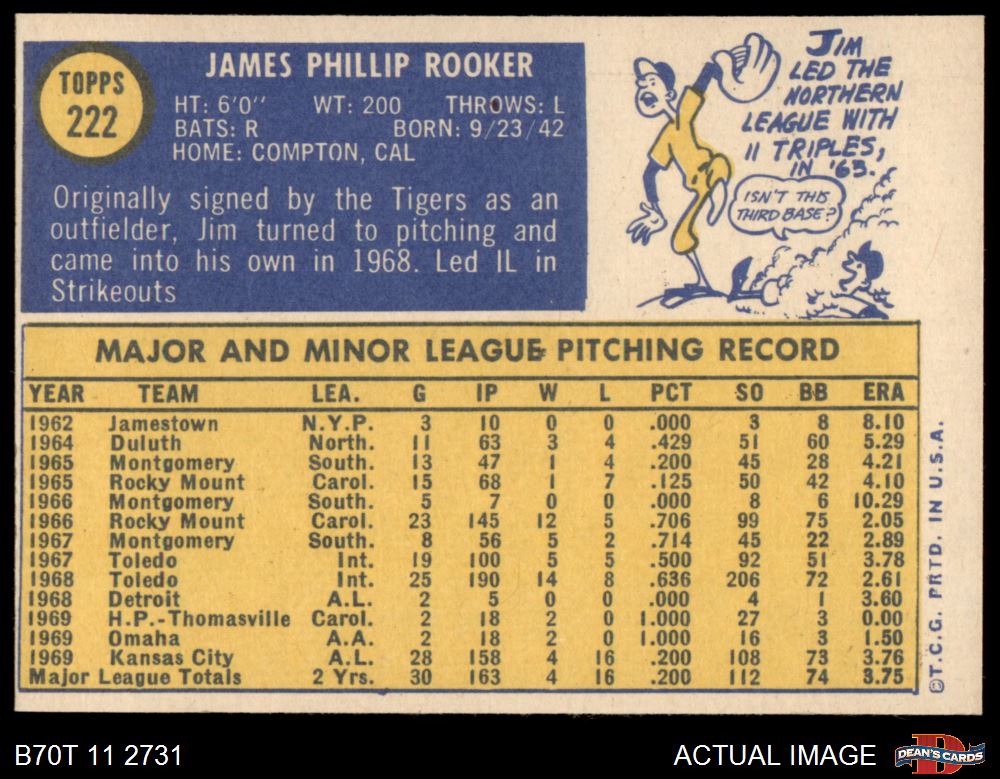 TOPPS
222
JAMES PHILLIP ROOKER
HT: 6'0" WT: 200 THROWS: L
BATS: R BORN: 9/23/42
HOME: COMPTON, CAL
Originally signed by the Tigers as an
outfielder, Jim turned to pitching and
came into his own in 1968. Led IL in
Strikeouts
JIM
LED THE
NORTHERN
LEAGUE WITH
11 TRIPLES,
IN '63.
ISN'T THIS
THIRD BASE?
MAJOR AND MINOR LEAGUE PITCHING RECORD
YEAR TEAM LEA. G IP W L PCT SO BB ERA
1962 Jamestown N.Y.P. 3 10 0 0 .000 3 8 8.10
1964 Duluth North. 11 63 3 4 .429 51 60 5.29
1965 Montgomery South. 13 47 1 4 .200 45 28 4.21
1965 Rocky Mount Carol. 15 68 1 7 .125 50 42 4.10
1966 Montgomery South. 5 7 0 0 .000 8 6 10.29
1966 Rocky Mount Carol. 23 145 12 5 .706 99 75 2.05
1967 Montgomery South. 8 56 5 2 .714 45 22 2.89
1967 Toledo Int. 19 100 5 5 .500 92 51 3.78
1968 Toledo Int. 25 190 14 8 .636 206 72 2.61
1968 Detroit A.L. 2 5 0 0 .000 4 1 3.60
1969 H.P.-Thomasville Carol. 2 18 2 0 1.000 27 3 0.00
1969 Omaha A.A. 2 18 2 0 1.000 16 3 1.50
1969 Kansas City A.L. 28 158 4 16 .200 108 73 3.76
Major League Totals 2 Yrs. 30 163 4 16 .200 112 74 3.75
©T.C.G. PRTD. IN U.S.A.
B70T 11 2731
ACTUAL IMAGE
DEAN'S CARDS